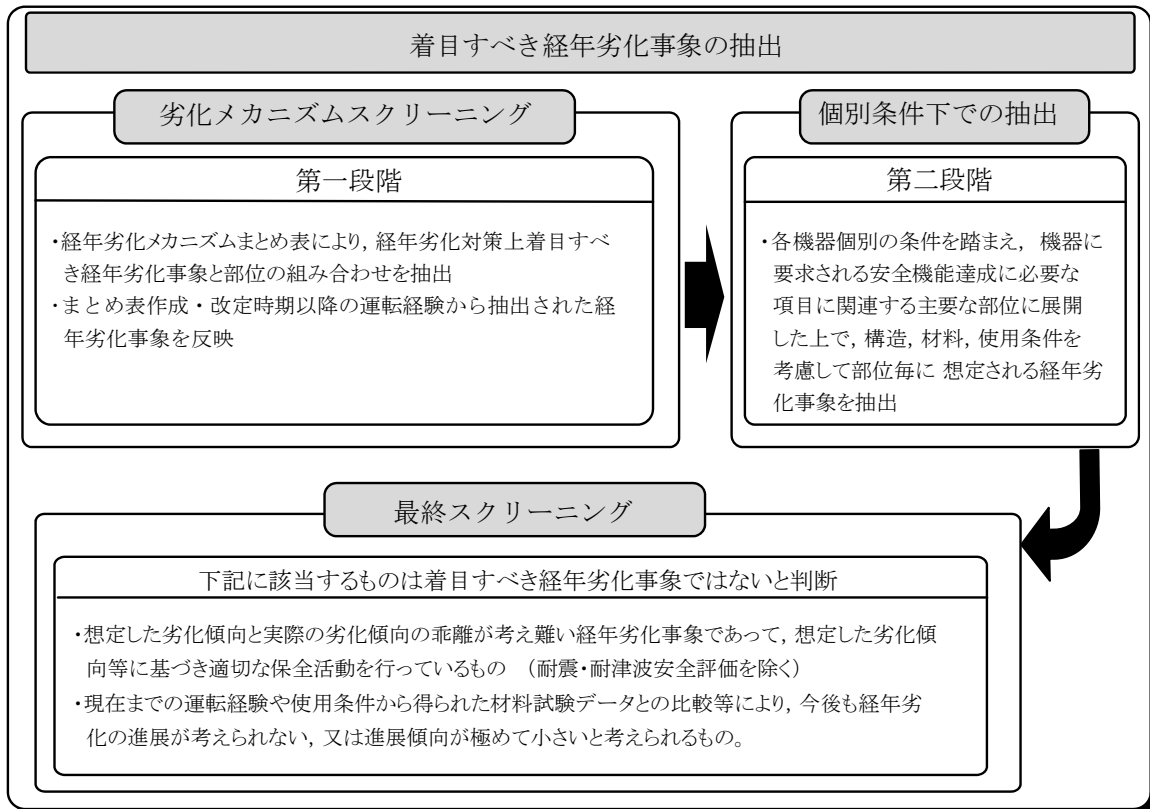 着目すべき経年劣化事象の抽出
劣化メカニズムスクリーニング
第一段階
・経年劣化メカニズムまとめ表により, 経年劣化対策上着目すべ
き経年劣化事象と部位の組み合わせを抽出
・まとめ表作成・改定時期以降の運転経験から抽出された経
年劣化事象を反映
個別条件下での抽出
第二段階
・各機器個別の条件を踏まえ, 機器に
要求される安全機能達成に必要な
項目に関連する主要な部位に展開
した上で, 構造, 材料, 使用条件を
考慮して部位毎に 想定される経年劣
化事象を抽出
最終スクリーニング
下記に該当するものは着目すべき経年劣化事象ではないと判断
・想定した劣化傾向と実際の劣化傾向の乖離が考え難い経年劣化事象であって, 想定した劣化傾
向等に基づき適切な保全活動を行っているもの （耐震・耐津波安全評価を除く）
・現在までの運転経験や使用条件から得られた材料試験データとの比較等により, 今後も経年劣
化の進展が考えられない, 又は進展傾向が極めて小さいと考えられるもの。